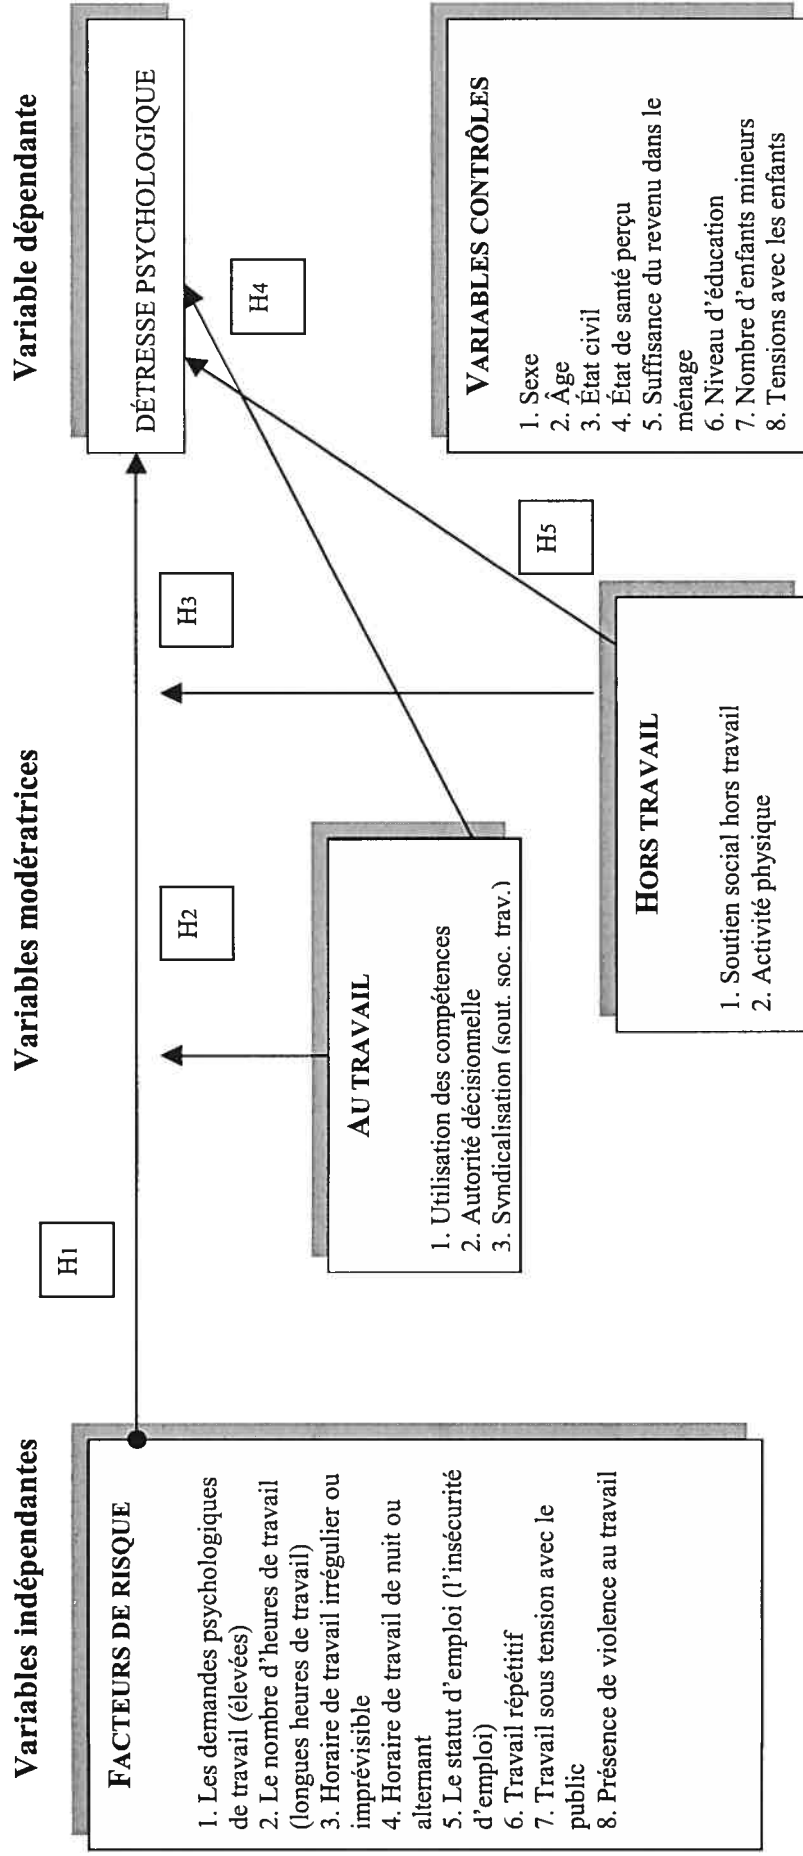 Variables indépendantes
Variables modératrices
Variable dépendante
FACTEURS DE RISQUE
1. Les demandes psychologiques
de travail (élevées)
2. Le nombre d'heures de travail
(longues heures de travail)
3. Horaire de travail irrégulier ou
imprévisible
4. Horaire de travail de nuit ou
alternant
5. Le statut d'emploi (l'insécurité
d'emploi)
6. Travail répétitif
7. Travail sous tension avec le
public
8. Présence de violence au travail
H1
H2
H3
AU TRAVAIL
1. Utilisation des compétences
2. Autorité décisionnelle
3. Syndicalisation (sout. soc. trav.)
HORS TRAVAIL
1. Soutien social hors travail
2. Activité physique
H4
H5
DÉTRESSE PSYCHOLOGIQUE
VARIABLES CONTRÔLES
1. Sexe
2. Âge
3. État civil
4. État de santé perçu
5. Suffisance du revenu dans le
ménage
6. Niveau d'éducation
7. Nombre d'enfants mineurs
8. Tensions avec les enfants